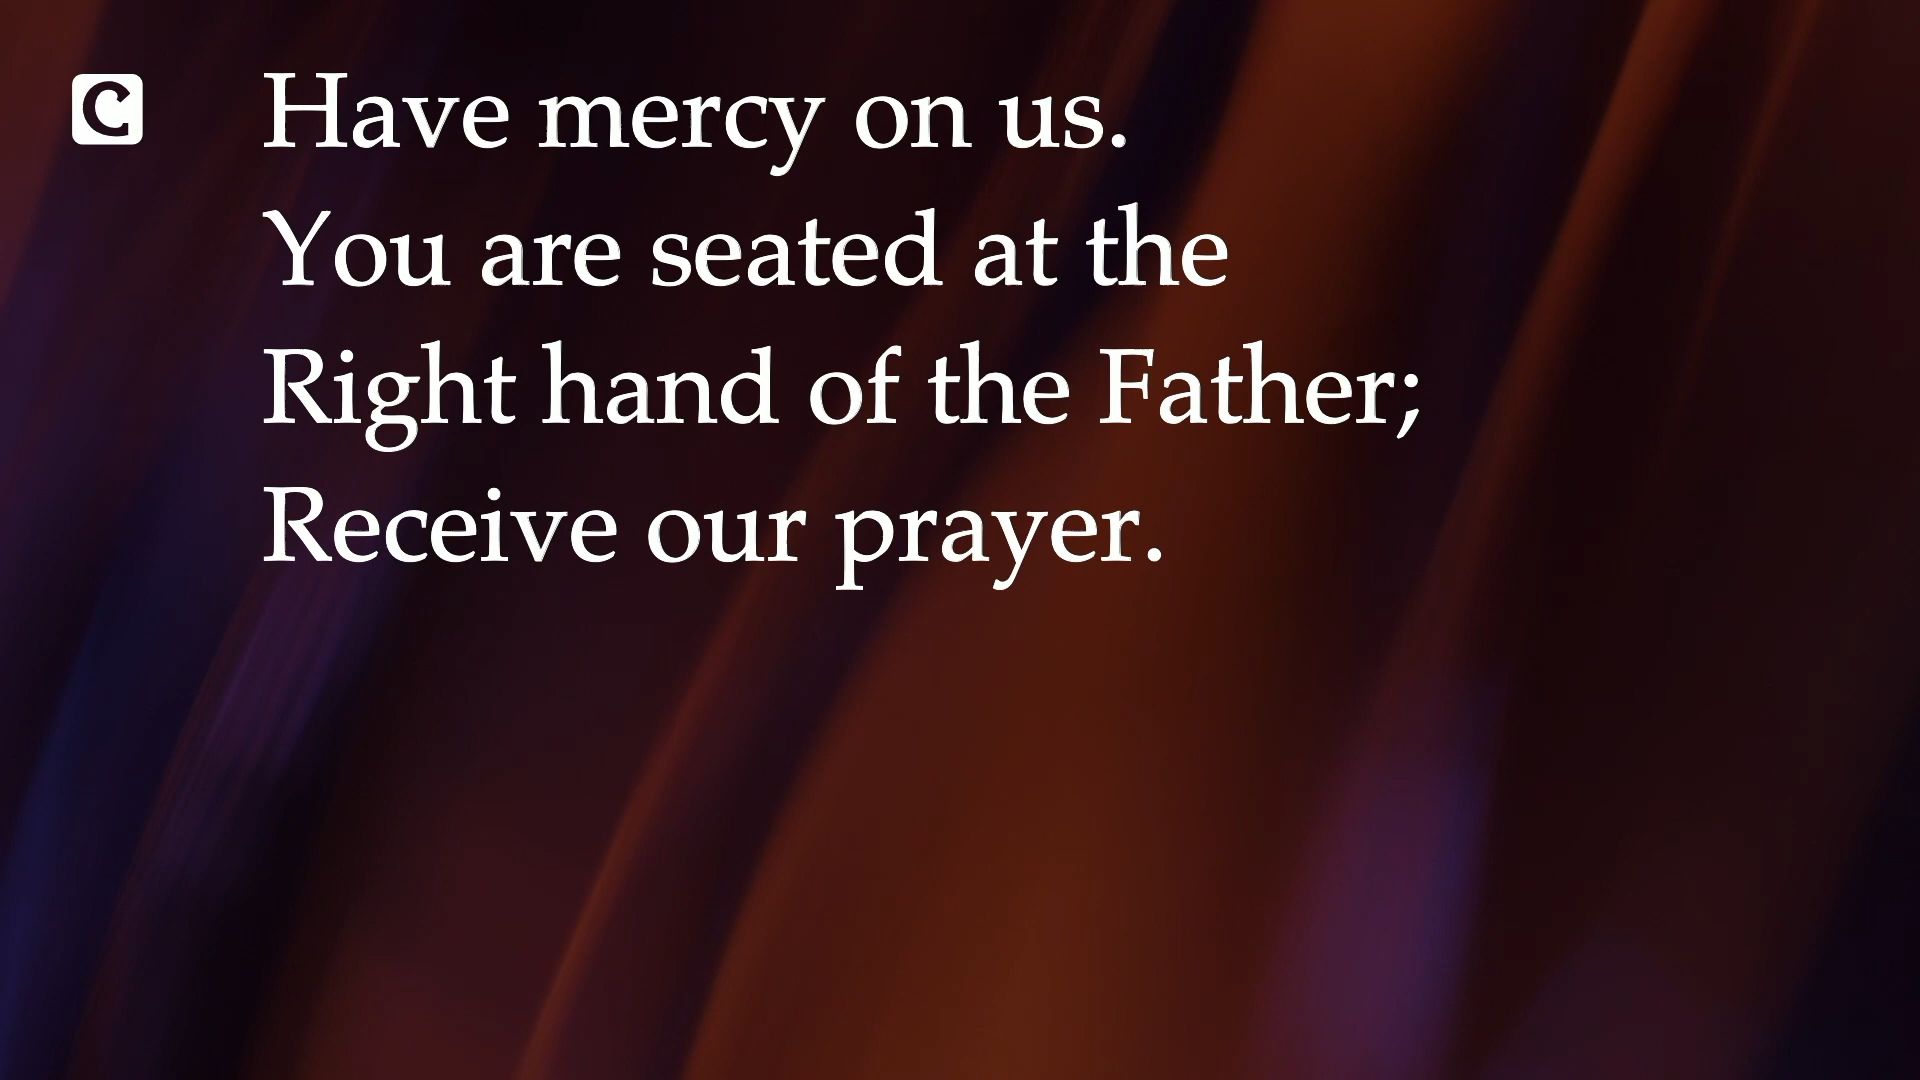 C Have mercy on us.
You are seated at the
Right hand of the Father;
Receive our prayer.